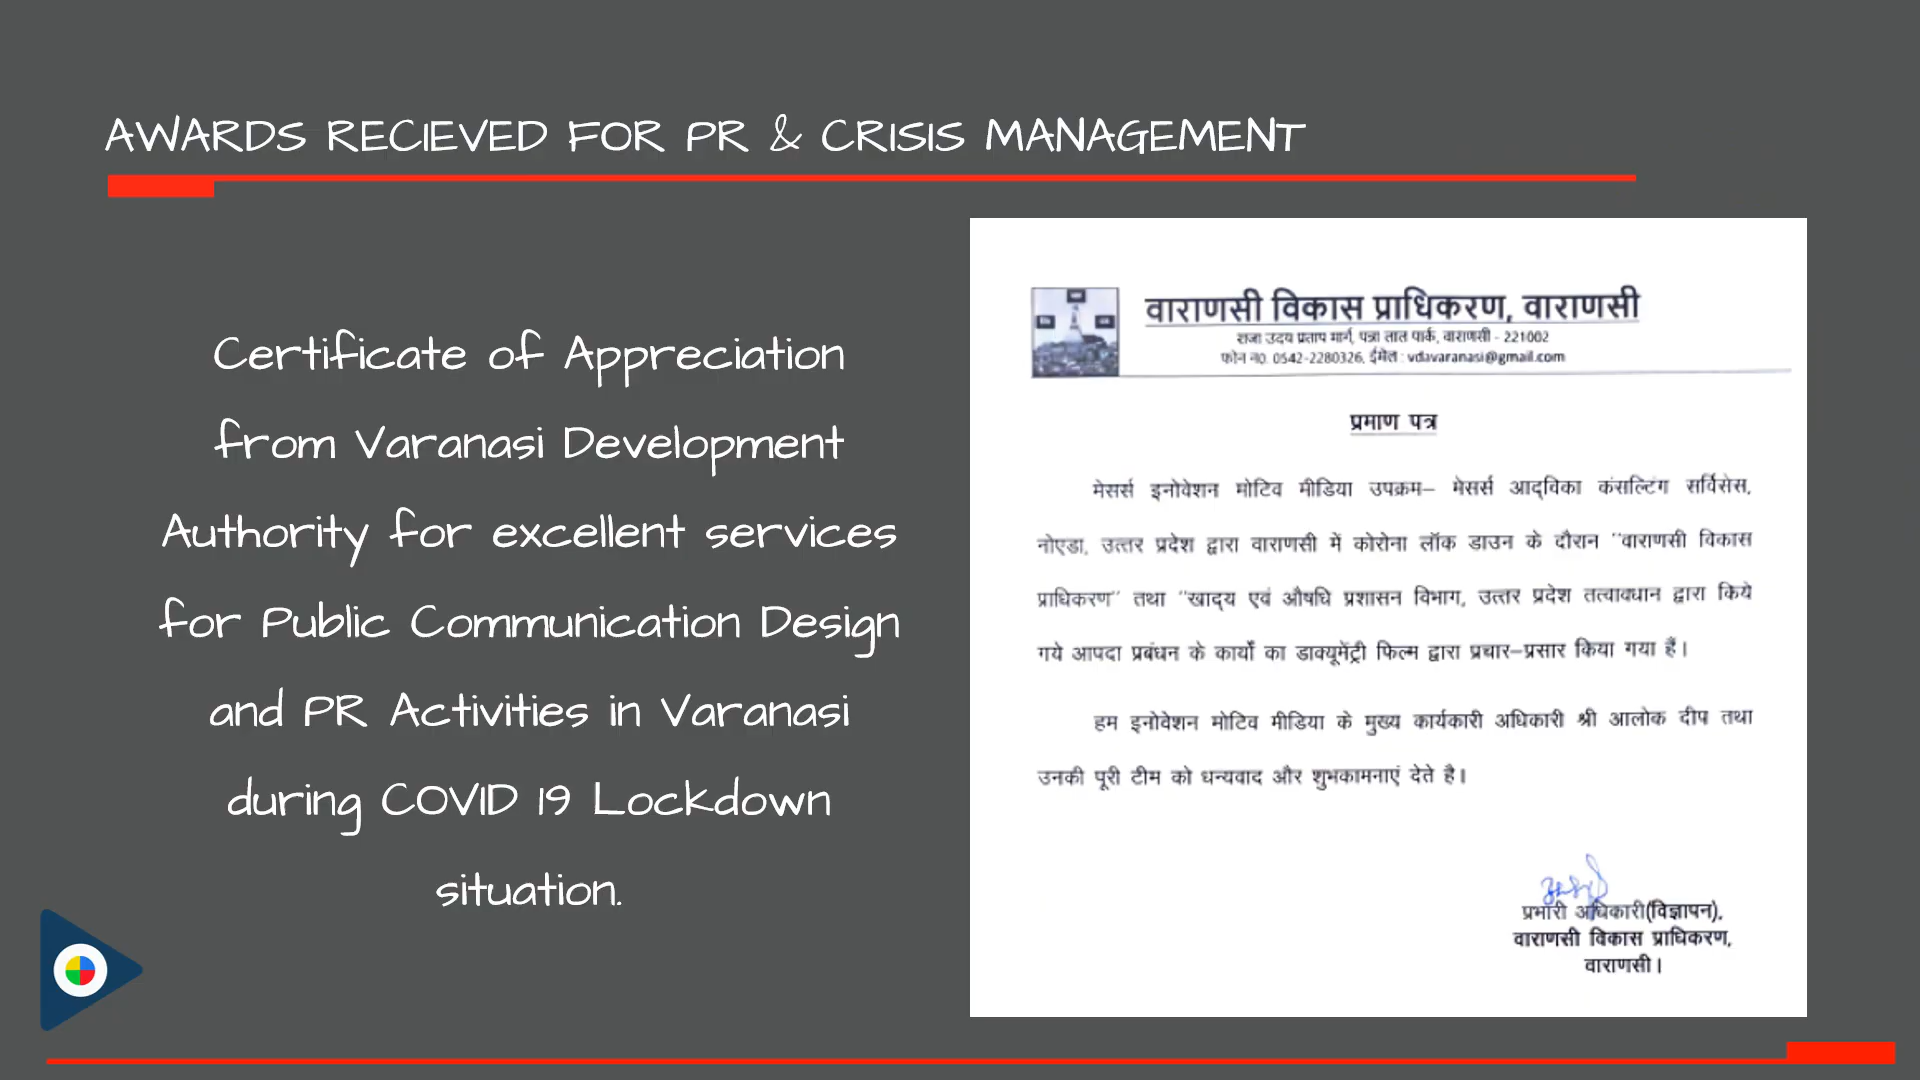 AWARDS RECIEVED FOR PR & CRISIS MANAGEMENT
Certificate of Appreciation
from Varanasi Development
Authority for excellent services
for Public Communication Design
and PR Activities in Varanasi
during COVID 19 Lockdown
situation.
वाराणसी विकास प्राधिकरण, वाराणसी
राजा उदय प्रताप मार्ग, पन्ना लाल पार्क, वाराणसी - 221002
फोन न0. 0542-2280326, ईमेल : vdavaranasi@gmail.com
प्रमाण पत्र
मेसर्स इनोवेशन मोटिव मीडिया उपक्रम– मेसर्स आद्विका कंसल्टिंग सर्विसेस,
नोएडा, उत्तर प्रदेश द्वारा वाराणसी में कोरोना लॉक डाउन के दौरान "वाराणसी विकास
प्राधिकरण" तथा "खाद्य एवं औषधि प्रशासन विभाग, उत्तर प्रदेश तत्वावधान द्वारा किये
गये आपदा प्रबंधन के कार्यों का डाक्यूमेंट्री फिल्म द्वारा प्रचार–प्रसार किया गया हैं।
हम इनोवेशन मोटिव मीडिया के मुख्य कार्यकारी अधिकारी श्री आलोक दीप तथा
उनकी पूरी टीम को धन्यवाद और शुभकामनाएं देते है।
प्रभारी अधिकारी(विज्ञापन),
वाराणसी विकास प्राधिकरण,
वाराणसी।